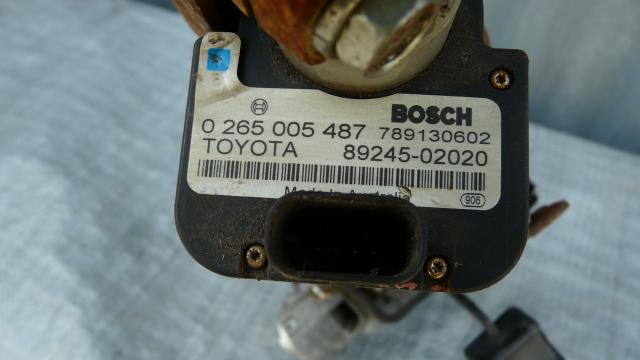 BOSCH
0 265 005 487 789130602
TOYOTA 89245-02020
Made in Australia
906